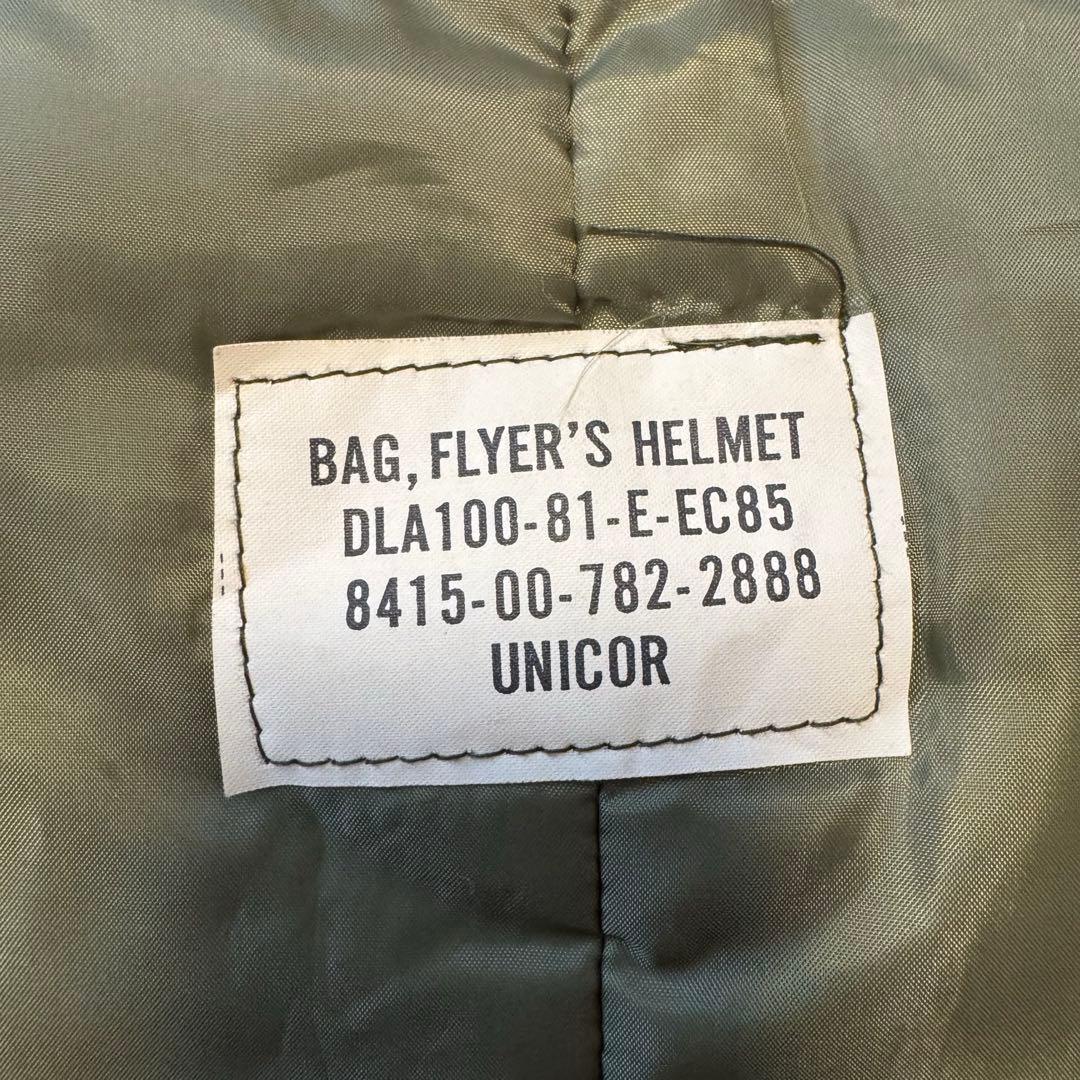 BAG, FLYER'S HELMET
DLA100-81-E-EC85
8415-00-782-2888
UNICOR